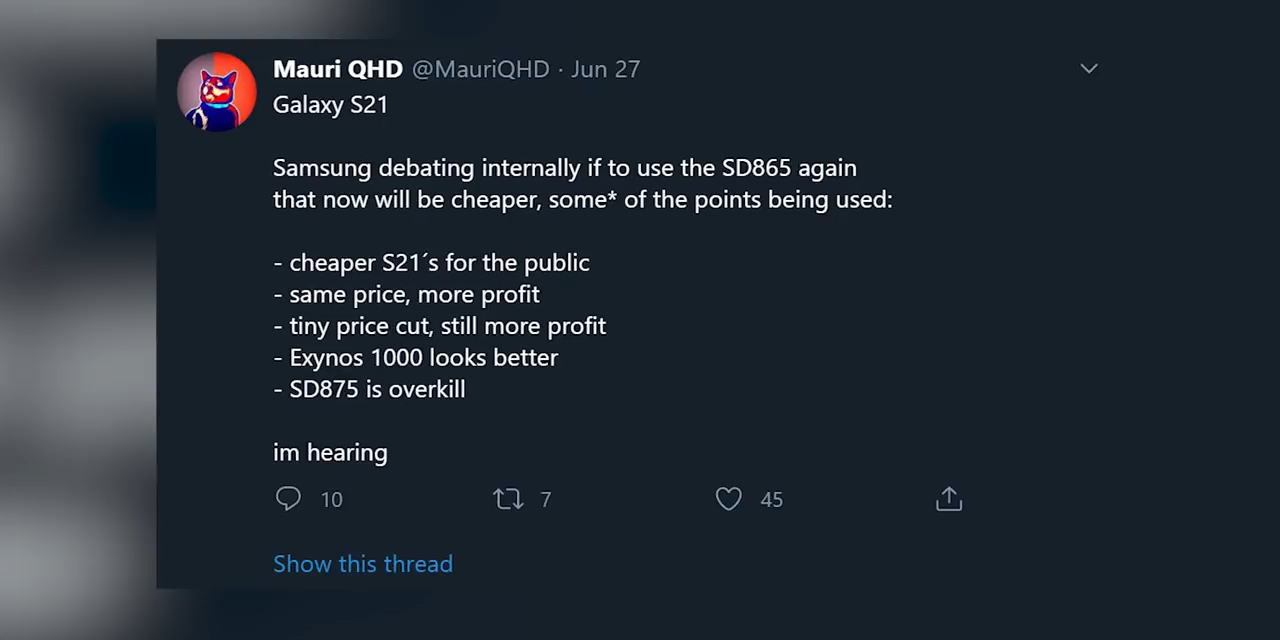 Mauri QHD @MauriQHD · Jun 27
Galaxy S21
Samsung debating internally if to use the SD865 again
that now will be cheaper, some* of the points being used:
- cheaper S21´s for the public
- same price, more profit
- tiny price cut, still more profit
- Exynos 1000 looks better
- SD875 is overkill
im hearing
10 7 45
Show this thread